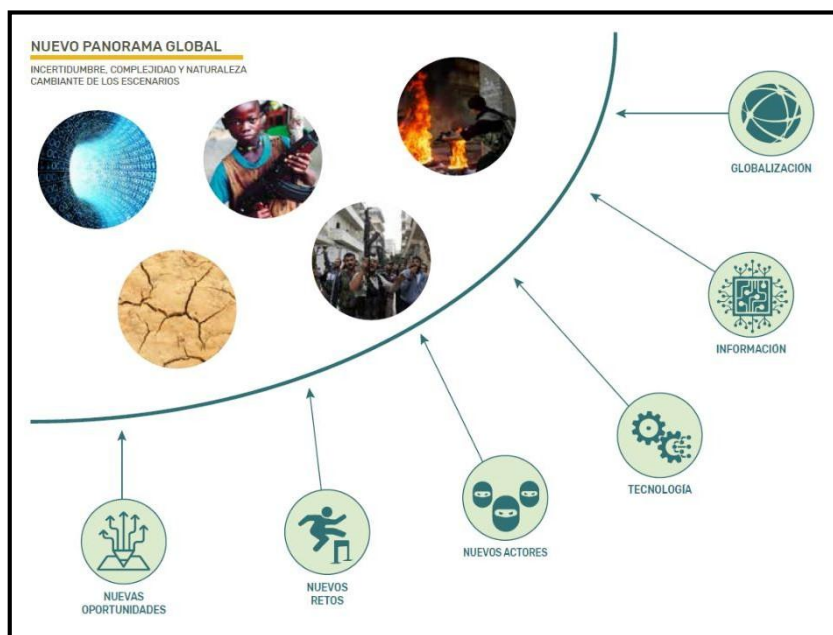 NUEVO PANORAMA GLOBAL
INCERTIDUMBRE, COMPLEJIDAD Y NATURALEZA
CAMBIANTE DE LOS ESCENARIOS
GLOBALIZACIÓN
INFORMACIÓN
TECNOLOGÍA
NUEVOS ACTORES
NUEVOS
RETOS
NUEVAS
OPORTUNIDADES